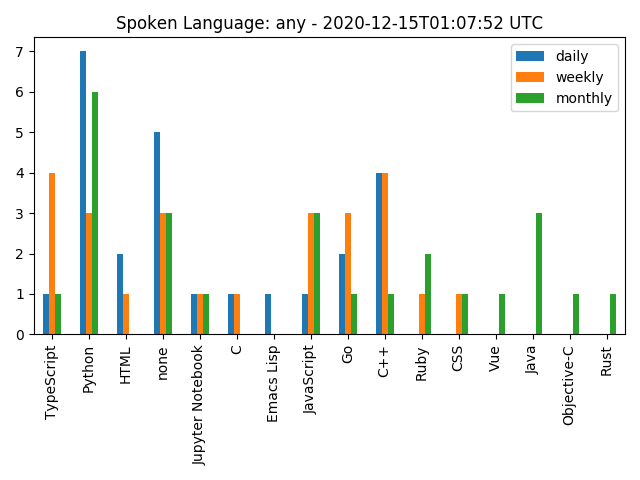 Spoken Language: any - 2020-12-15T01:07:52 UTC
daily
weekly
monthly
7
6
5
4
3
2
1
0
TypeScript
Python
HTML
none
Jupyter Notebook
C
Emacs Lisp
JavaScript
Go
C++
Ruby
CSS
Vue
Java
Objective-C
Rust